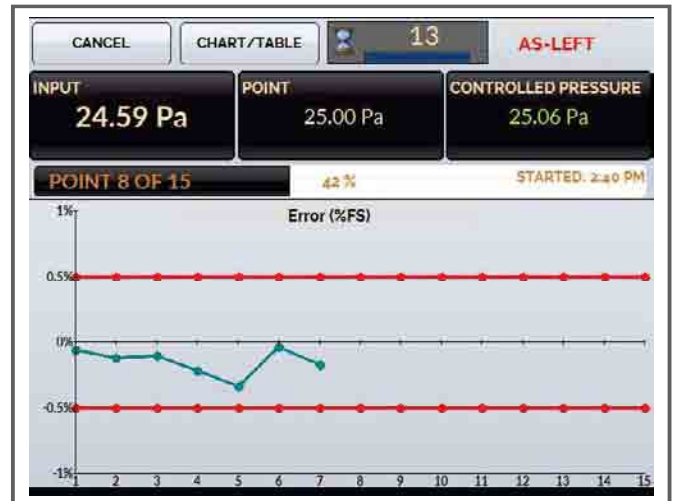 CANCEL CHART/TABLE 13 AS-LEFT
INPUT POINT CONTROLLED PRESSURE
24.59 Pa 25.00 Pa 25.06 Pa
POINT 8 OF 15 42 % STARTED: 2:40 PM
Error (%FS)
1%
0.5%
0%
-0.5%
-1%
1 2 3 4 5 6 7 8 9 10 11 12 13 14 15